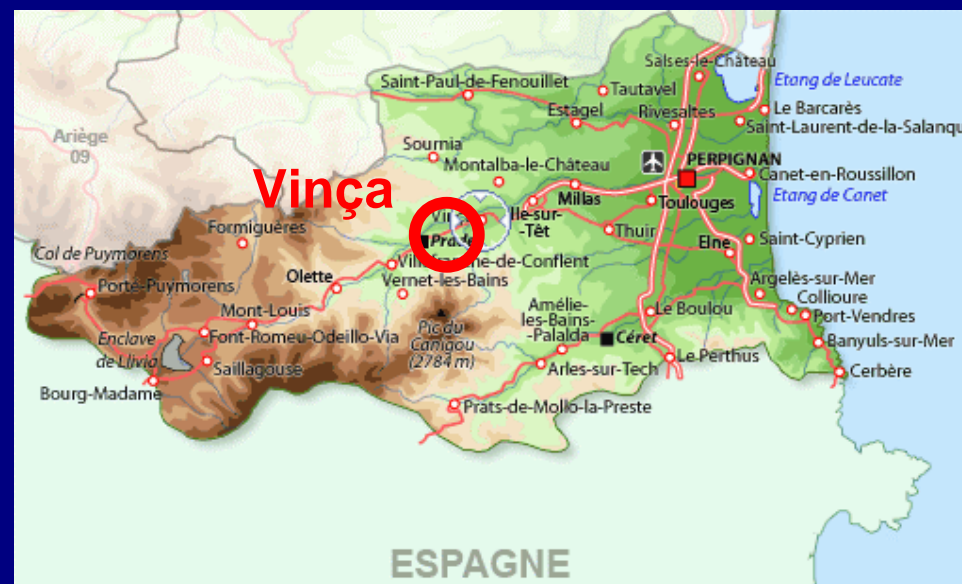 Salses-le-Château
Saint-Paul-de-Fenouillet
Tautavel
Etang de Leucate
Estagel
Rivesaltes
Le Barcarès
Saint-Laurent-de-la-Salanqu
Ariège
09
Sournia
Montalba-le-Château
PERPIGNAN
Canet-en-Roussillon
Vinça
Millas
Toulouges
Etang de Canet
Ille-sur-
-Têt
Formiguères
Prade
Thuir
Elne
Saint-Cyprien
Col de Puymorens
Villefranche-de-Conflent
Olette
Vernet-les-Bains
Porté-Puymorens
Argelès-sur-Mer
Collioure
Port-Vendres
Mont-Louis
Amélie-
les-Bains-
-Palalda
Le Boulou
Enclave
de Llivia
Font-Romeu-Odeillo-Via
Pic du
Canigou
(2784 m)
Céret
Banyuls-sur-Mer
Saillagouse
Arles-sur-Tech
Le Perthus
Cerbère
Bourg-Madame
Prats-de-Mollo-la-Preste
ESPAGNE